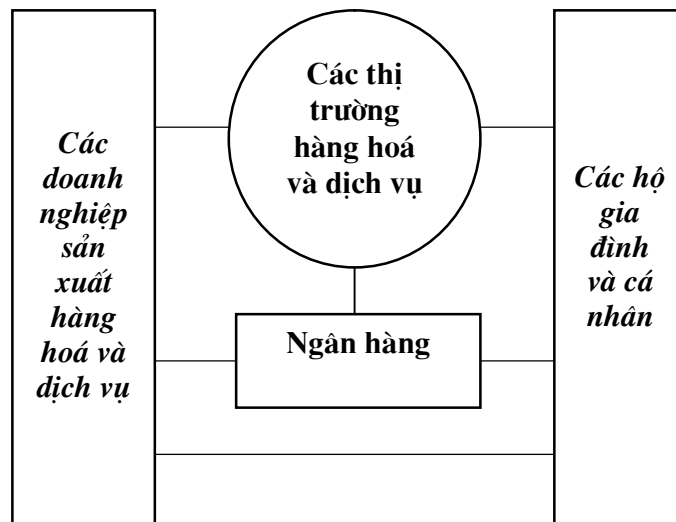 Các
doanh
nghiệp
sản
xuất
hàng
hoá và
dịch vụ
Các thị
trường
hàng hoá
và dịch vụ
Ngân hàng
Các hộ
gia
đình
và cá
nhân